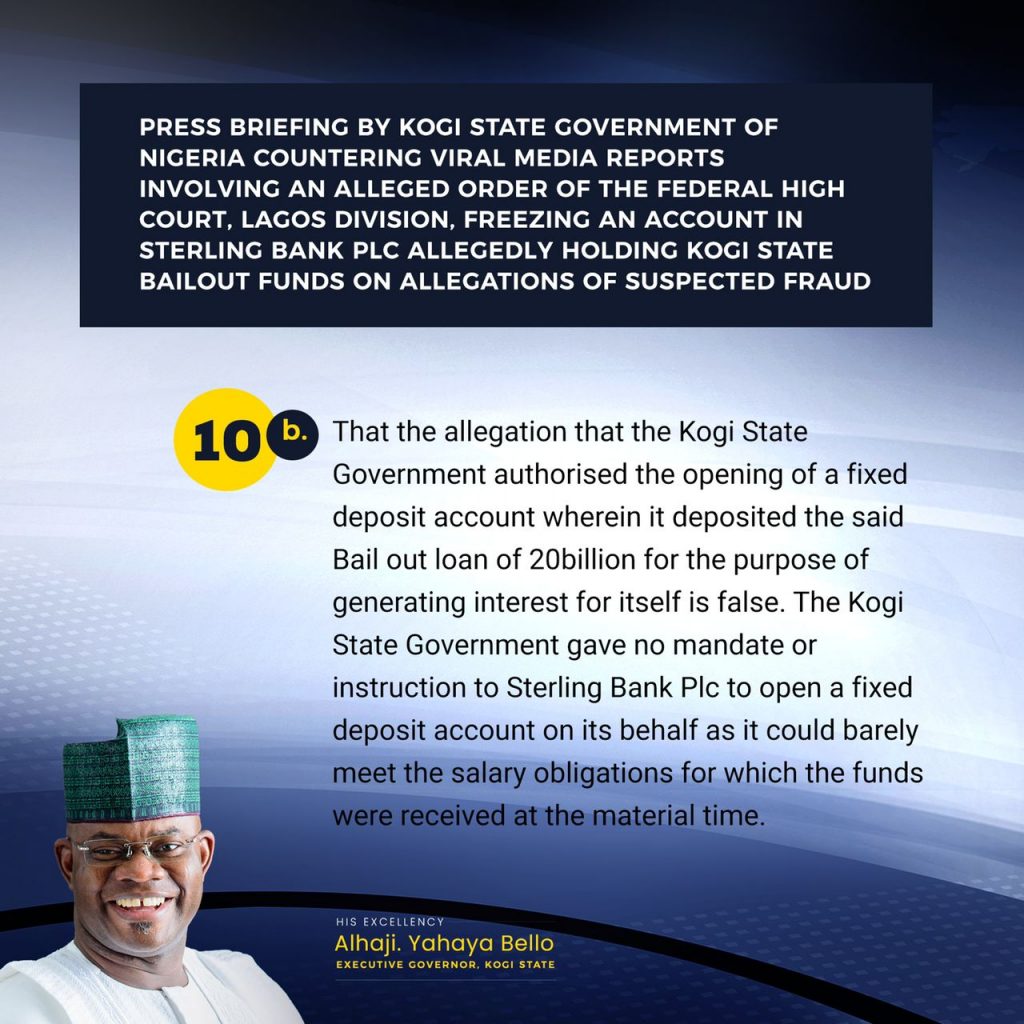 PRESS BRIEFING BY KOGI STATE GOVERNMENT OF
NIGERIA COUNTERING VIRAL MEDIA REPORTS
INVOLVING AN ALLEGED ORDER OF THE FEDERAL HIGH
COURT, LAGOS DIVISION, FREEZING AN ACCOUNT IN
STERLING BANK PLC ALLEGEDLY HOLDING KOGI STATE
BAILOUT FUNDS ON ALLEGATIONS OF SUSPECTED FRAUD
10 b.
That the allegation that the Kogi State
Government authorised the opening of a fixed
deposit account wherein it deposited the said
Bail out loan of 20billion for the purpose of
generating interest for itself is false. The Kogi
State Government gave no mandate or
instruction to Sterling Bank Plc to open a fixed
deposit account on its behalf as it could barely
meet the salary obligations for which the funds
were received at the material time.
HIS EXCELLENCY
Alhaji. Yahaya Bello
EXECUTIVE GOVERNOR, KOGI STATE